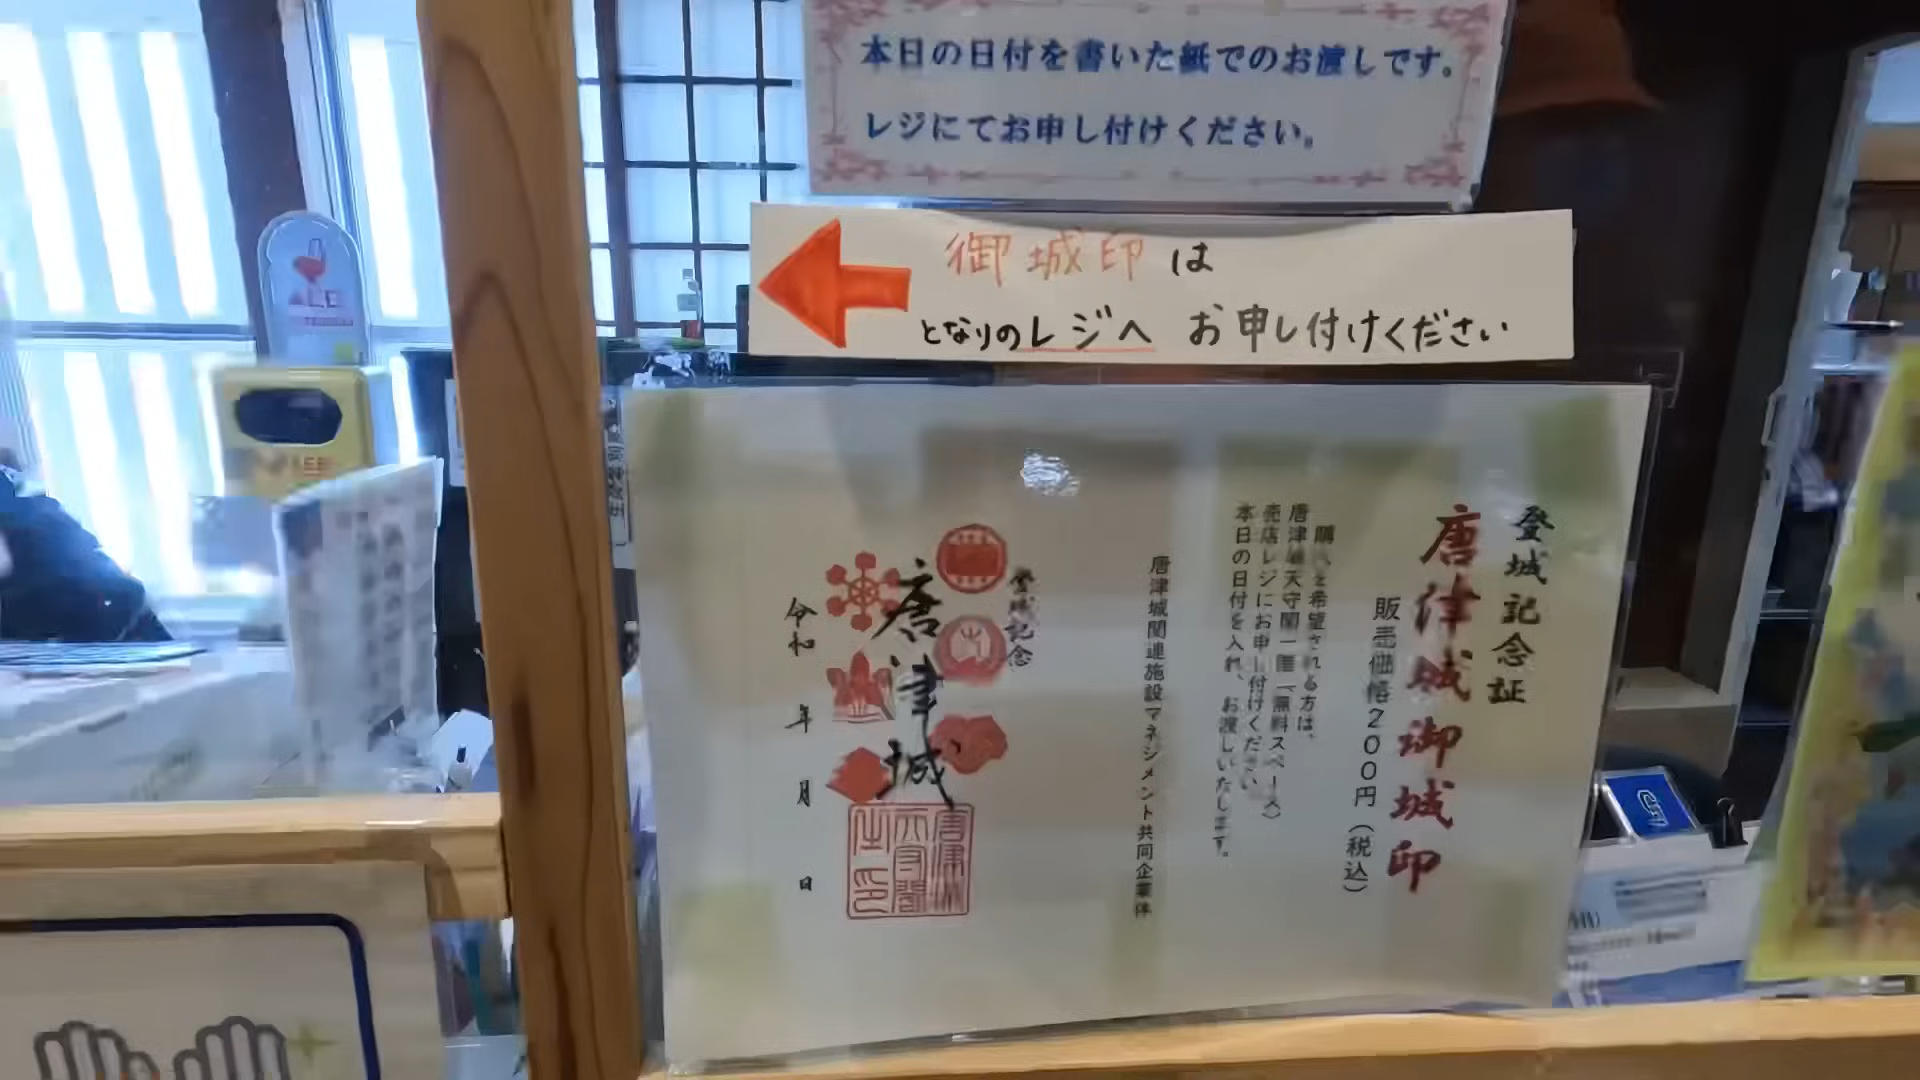 本日の日付を書いた紙でのお渡しです。
レジにてお申し付けください。
御城印は
となりのレジへ お申し付けください
登城記念証
唐津城御城印
販売価格200円（税込）
購入を希望される方は、
唐津城天守閣一階（無料スペース）
売店レジにお申し付けください。
本日の日付を入れ、お渡しいたします。
唐津城関連施設マネジメント共同企業体
登城記念
唐津城
令和 年 月 日